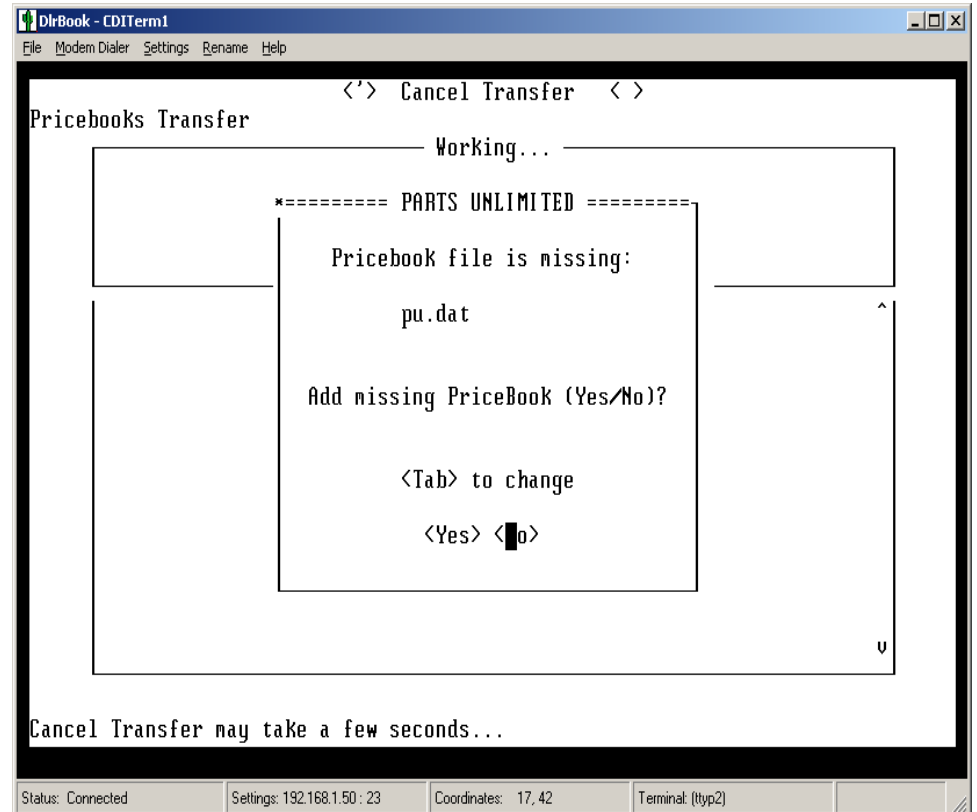 DlrBook - CDITerm1
File Modem Dialer Settings Rename Help
<'> Cancel Transfer < >
Pricebooks Transfer
Working...
*========= PARTS UNLIMITED =========
Pricebook file is missing:
pu.dat
Add missing PriceBook (Yes/No)?
<Tab> to change
<Yes> < o>
Cancel Transfer may take a few seconds...
Status: Connected Settings: 192.168.1.50 : 23 Coordinates: 17, 42 Terminal: (ttyp2)